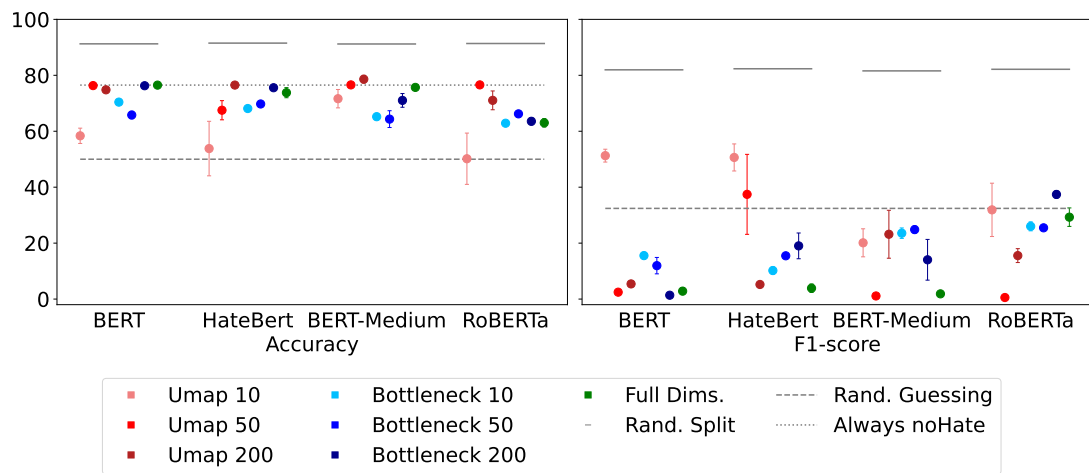 100
80
60
40
20
0
BERT HateBert BERT-Medium RoBERTa
Accuracy
BERT HateBert BERT-Medium RoBERTa
F1-score
Umap 10 Bottleneck 10 Full Dims. Rand. Guessing
Umap 50 Bottleneck 50 Rand. Split Always noHate
Umap 200 Bottleneck 200